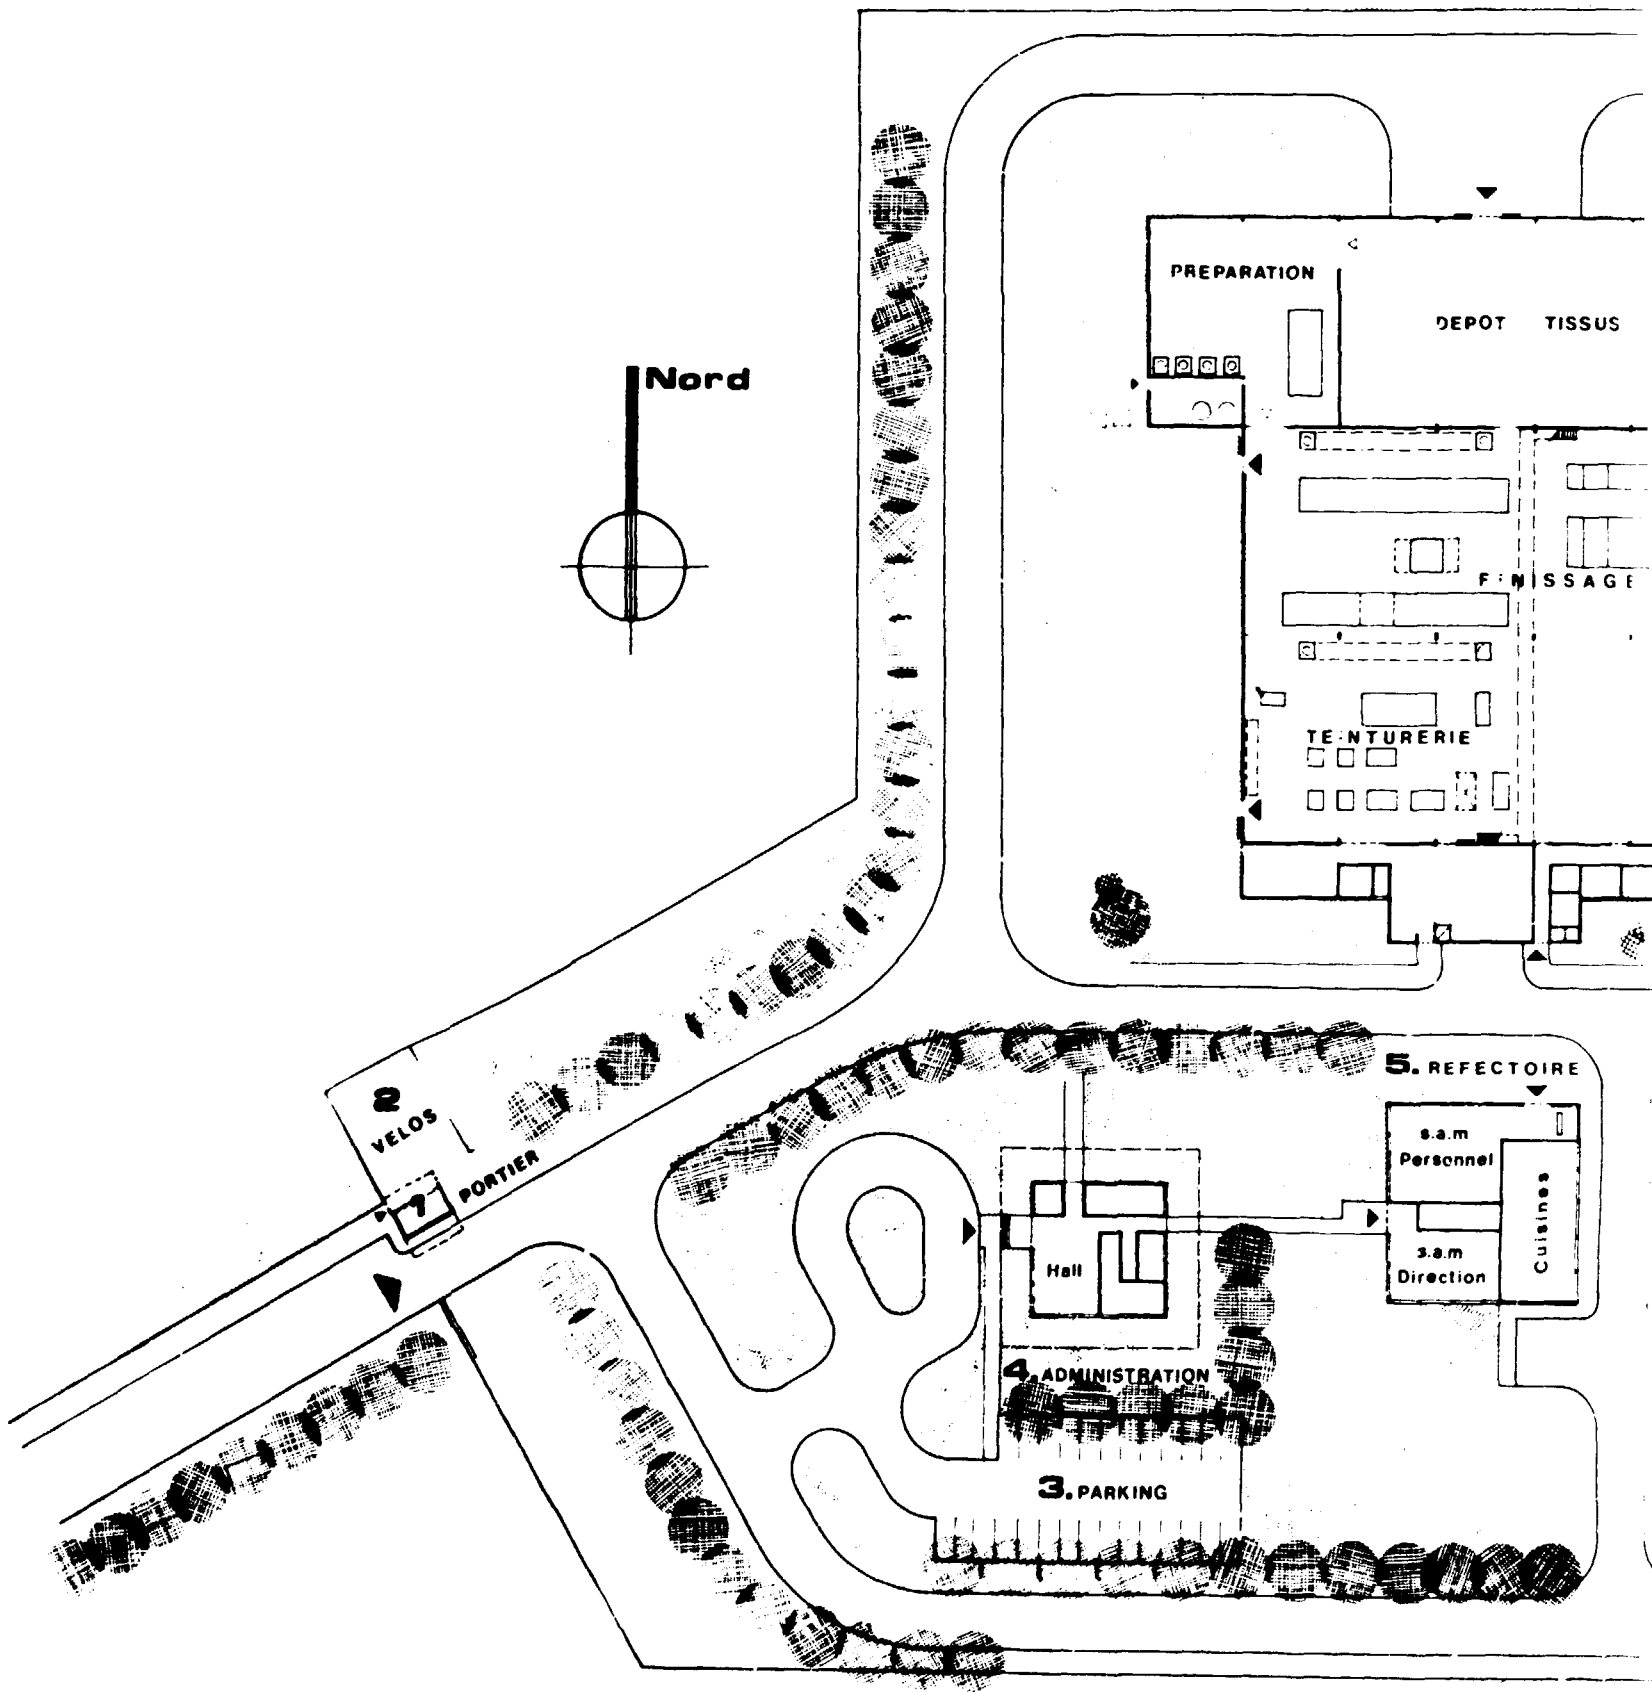 PREPARATION
DEPOT TISSUS
Nord
FINISSAGE
TEINTURERIE
5. REFECTOIRE
2
VELOS
s.a.m
Personnel
PORTIER
Cuisines
Hall
s.a.m
Direction
4. ADMINISTRATION
3. PARKING